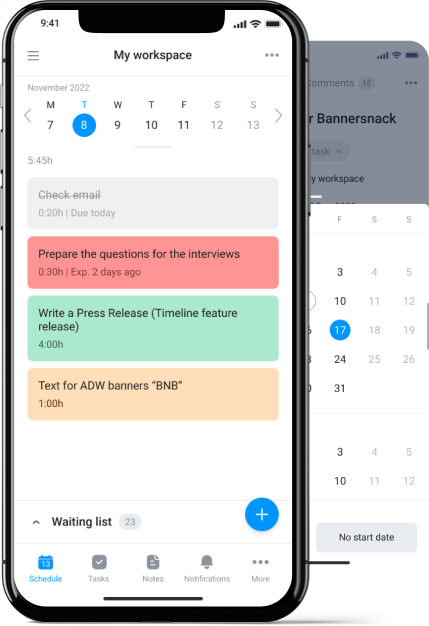 9:41
My workspace
November 2022
M T W T F S S
7 8 9 10 11 12 13
5:45h
Check email
0:20h | Due today
Prepare the questions for the interviews
0:30h | Exp. 2 days ago
Write a Press Release (Timeline feature
release)
4:00h
Text for ADW banners “BNB”
1:00h
Waiting list 23
+
13
Schedule Tasks Notes Notifications More
Comments 15
Bannersnack
task
workspace
F S S
3 4 5
10 11 12
17 18 19
24 25 26
31
3 4 5
10 11 12
No start date